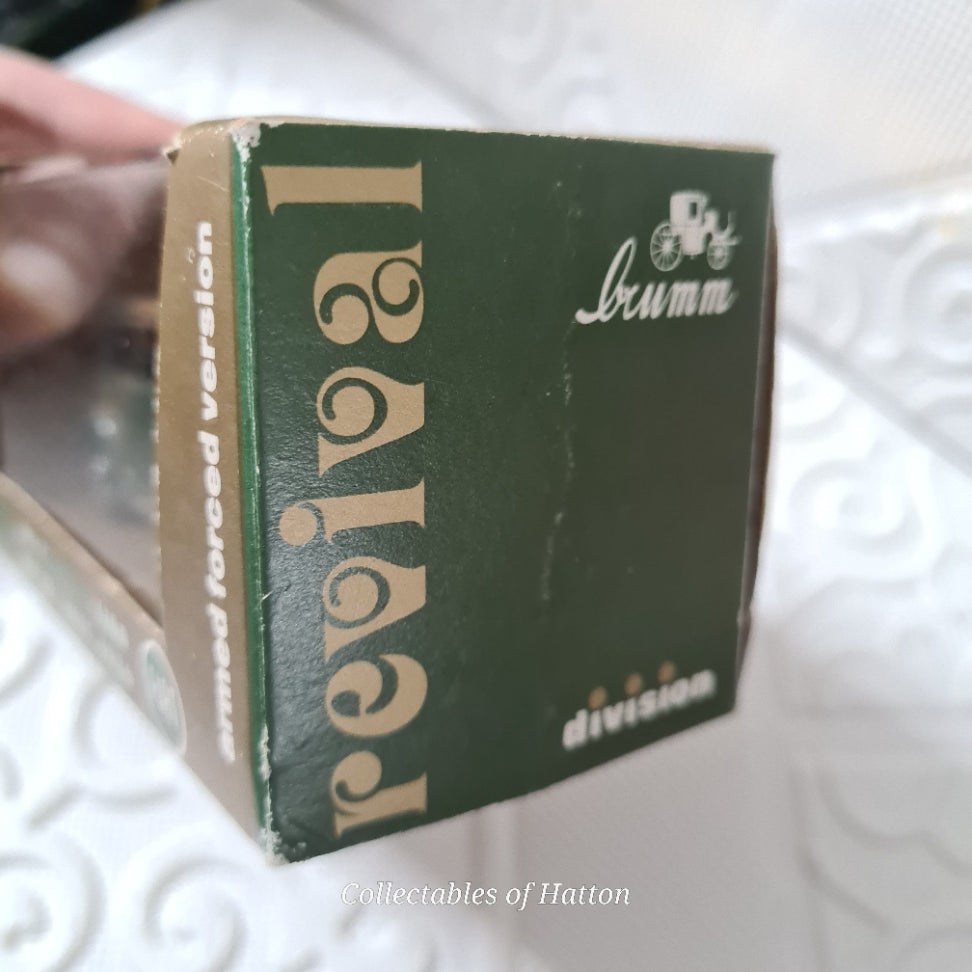 armed forced version
revival
brumm
division
Collectables of Hatton